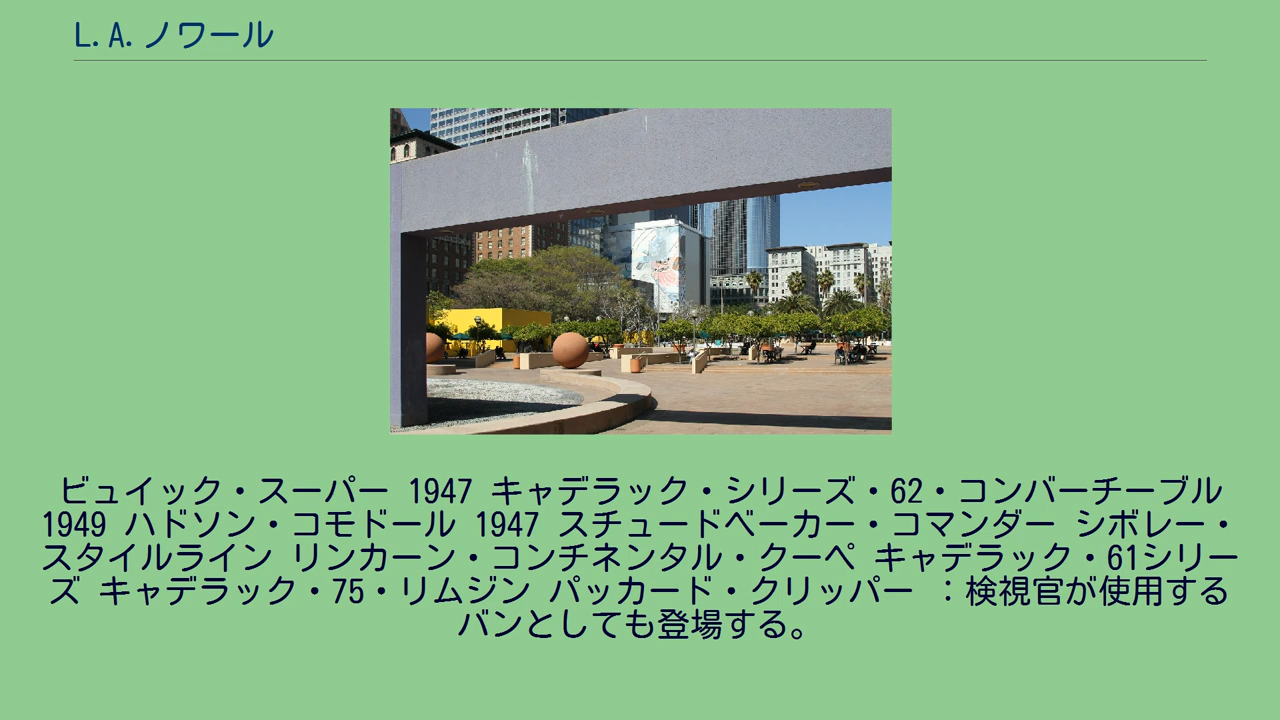 L.A.ノワール
ビュイック・スーパー 1947 キャデラック・シリーズ・62・コンバーチーブル
1949 ハドソン・コモドール 1947 スチュードベーカー・コマンダー シボレー・
スタイルライン リンカーン・コンチネンタル・クーペ キャデラック・61シリー
ズ キャデラック・75・リムジン パッカード・クリッパー ：検視官が使用する
バンとしても登場する。